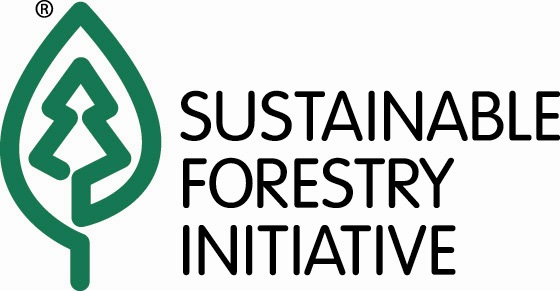 ®
SUSTAINABLE
FORESTRY
INITIATIVE